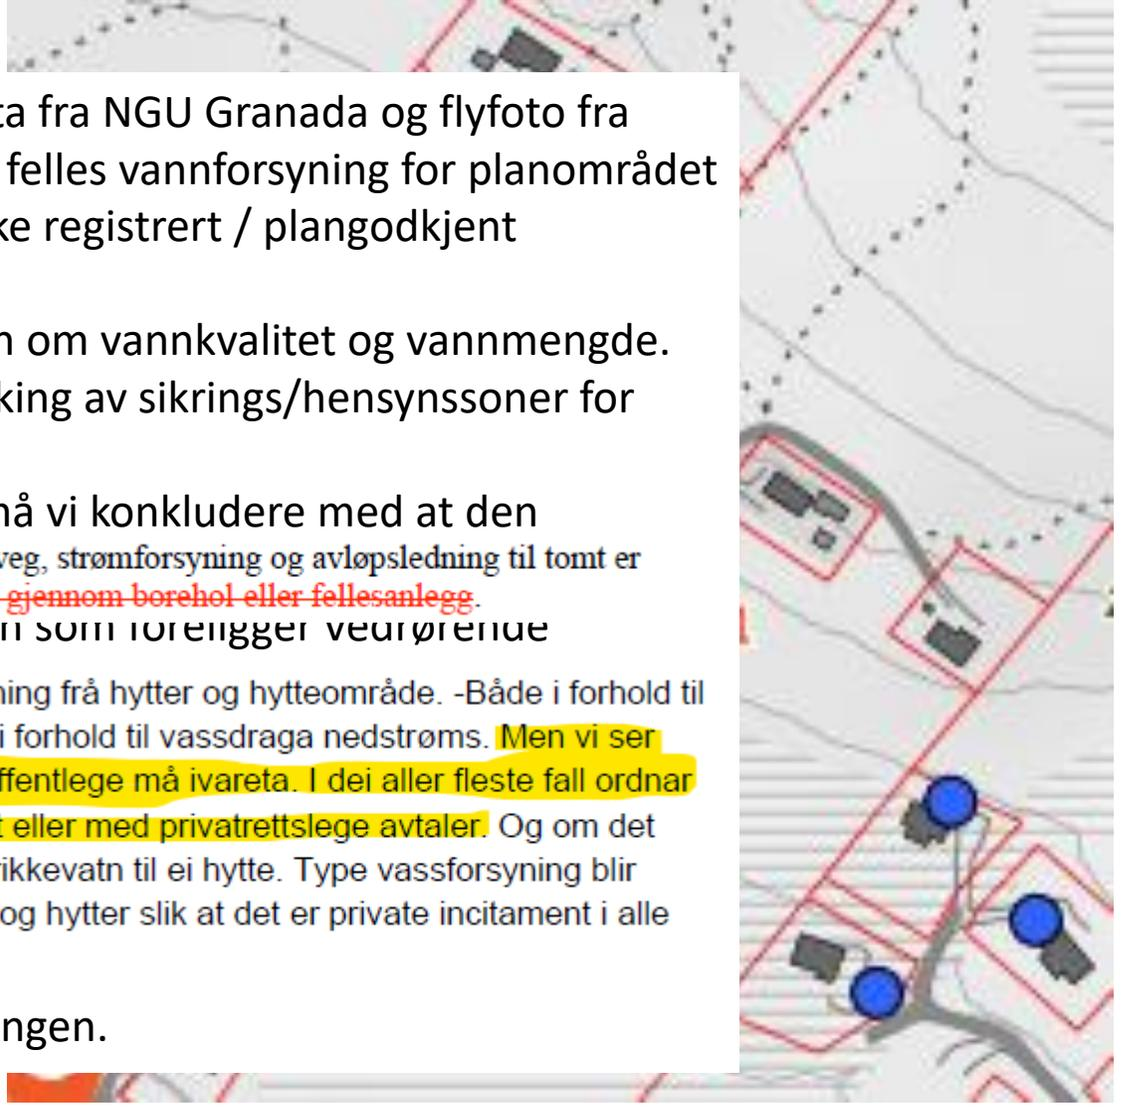 ta fra NGU Granada og flyfoto fra
felles vannforsyning for planområdet
ke registrert / plangodkjent
n om vannkvalitet og vannmengde.
king av sikrings/hensynssoner for
nå vi konkludere med at den
veg, strømforsyning og avløpsledning til tomt er
gjennom borehol eller fellesanlegg.
n som foreligger vedrørende
ning frå hytter og hytteområde. -Både i forhold til
i forhold til vassdraga nedstrøms. Men vi ser
ffentlege må ivareta. I dei aller fleste fall ordnar
t eller med privatrettslege avtaler. Og om det
ikkevatn til ei hytte. Type vassforsyning blir
og hytter slik at det er private incitament i alle
ngen.